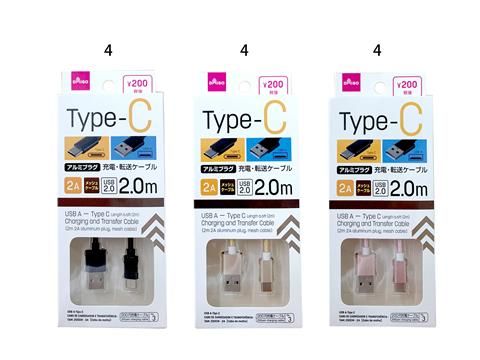 4
DAISO
¥200
Type-C
アルミプラグ
充電・転送ケーブル
2A
メッシュ
ケーブル
USB
2.0
2.0m
USB A — Type C
Charging and Transfer Cable
(2m 2A aluminum plug, mesh cable)
4
DAISO
¥200
Type-C
アルミプラグ
充電・転送ケーブル
2A
メッシュ
ケーブル
USB
2.0
2.0m
USB A — Type C
Charging and Transfer Cable
(2m 2A aluminum plug, mesh cable)
4
DAISO
¥200
Type-C
アルミプラグ
充電・転送ケーブル
2A
メッシュ
ケーブル
USB
2.0
2.0m
USB A — Type C
Charging and Transfer Cable
(2m 2A aluminum plug, mesh cable)